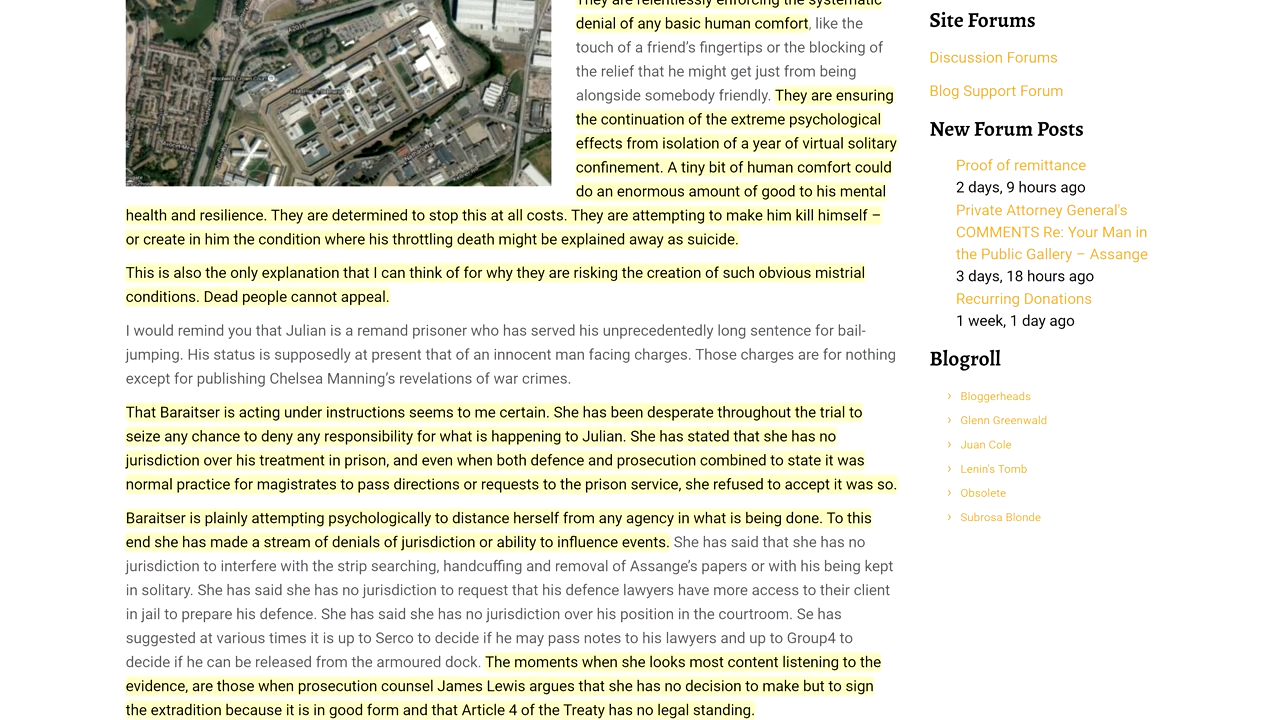 They are relentlessly enforcing the systematic
denial of any basic human comfort, like the
touch of a friend’s fingertips or the blocking of
the relief that he might get just from being
alongside somebody friendly. They are ensuring
the continuation of the extreme psychological
effects from isolation of a year of virtual solitary
confinement. A tiny bit of human comfort could
do an enormous amount of good to his mental
health and resilience. They are determined to stop this at all costs. They are attempting to make him kill himself –
or create in him the condition where his throttling death might be explained away as suicide.
This is also the only explanation that I can think of for why they are risking the creation of such obvious mistrial
conditions. Dead people cannot appeal.
I would remind you that Julian is a remand prisoner who has served his unprecedentedly long sentence for bail-
jumping. His status is supposedly at present that of an innocent man facing charges. Those charges are for nothing
except for publishing Chelsea Manning’s revelations of war crimes.
That Baraitser is acting under instructions seems to me certain. She has been desperate throughout the trial to
seize any chance to deny any responsibility for what is happening to Julian. She has stated that she has no
jurisdiction over his treatment in prison, and even when both defence and prosecution combined to state it was
normal practice for magistrates to pass directions or requests to the prison service, she refused to accept it was so.
Baraitser is plainly attempting psychologically to distance herself from any agency in what is being done. To this
end she has made a stream of denials of jurisdiction or ability to influence events. She has said that she has no
jurisdiction to interfere with the strip searching, handcuffing and removal of Assange’s papers or with his being kept
in solitary. She has said she has no jurisdiction to request that his defence lawyers have more access to their client
in jail to prepare his defence. She has said she has no jurisdiction over his position in the courtroom. Se has
suggested at various times it is up to Serco to decide if he may pass notes to his lawyers and up to Group4 to
decide if he can be released from the armoured dock. The moments when she looks most content listening to the
evidence, are those when prosecution counsel James Lewis argues that she has no decision to make but to sign
the extradition because it is in good form and that Article 4 of the Treaty has no legal standing.
Site Forums
Discussion Forums
Blog Support Forum
New Forum Posts
Proof of remittance
2 days, 9 hours ago
Private Attorney General's
COMMENTS Re: Your Man in
the Public Gallery – Assange
3 days, 18 hours ago
Recurring Donations
1 week, 1 day ago
Blogroll
Bloggerheads
Glenn Greenwald
Juan Cole
Lenin's Tomb
Obsolete
Subrosa Blonde